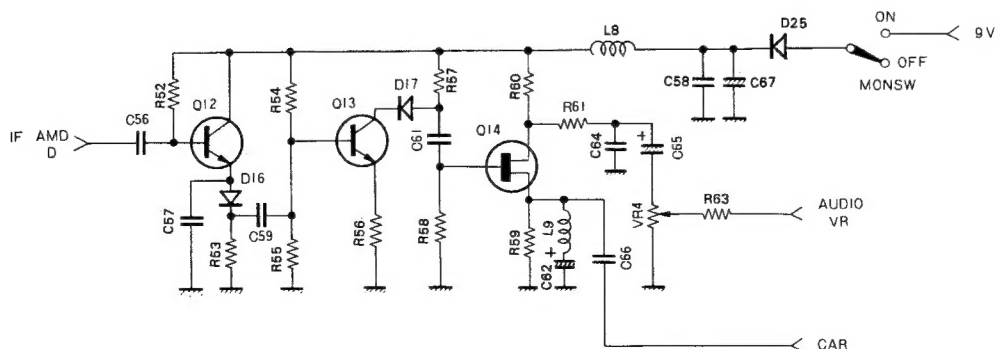 L8
D25
ON
9V
OFF
MONSW
C58
C67
R52
R54
D17
R57
R60
Q12
Q13
C61
Q14
R61
C64
C65
C56
IF AMD
D
D16
C57
C59
R53
R55
R56
R58
R59
L9
C62
C66
VR4
R63
AUDIO
VR
CAR
+
+